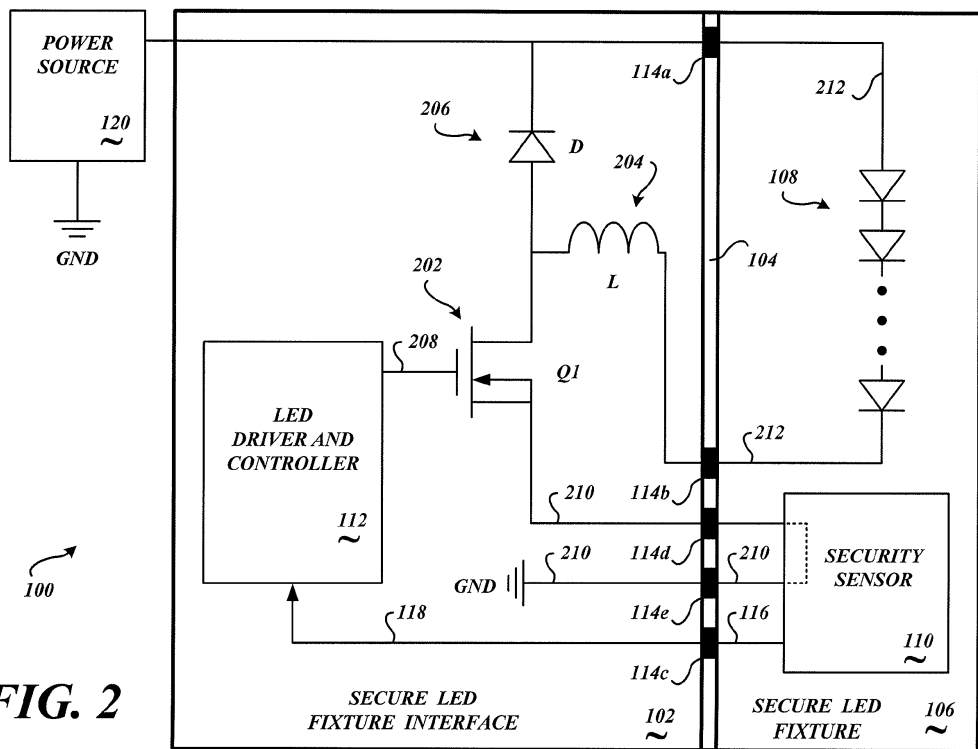 POWER
SOURCE
120
GND
114a
212
206
D
204
108
104
L
202
208
Q1
LED
DRIVER AND
CONTROLLER
112
212
114b
210
114d
SECURITY
SENSOR
110
GND
210
210
114e
118
116
114c
100
FIG. 2
SECURE LED
FIXTURE INTERFACE
102
SECURE LED
FIXTURE
106